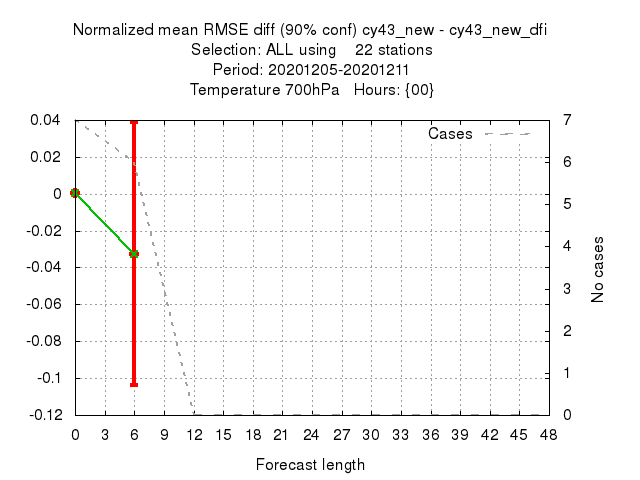 Normalized mean RMSE diff (90% conf) cy43_new - cy43_new_dfi
Selection: ALL using    22 stations
Period: 20201205-20201211
Temperature 700hPa   Hours: {00}
Cases
0.04
0.02
0
-0.02
-0.04
-0.06
-0.08
-0.1
-0.12
7
6
5
4
3
2
1
0
No cases
0 3 6 9 12 15 18 21 24 27 30 33 36 39 42 45 48
Forecast length